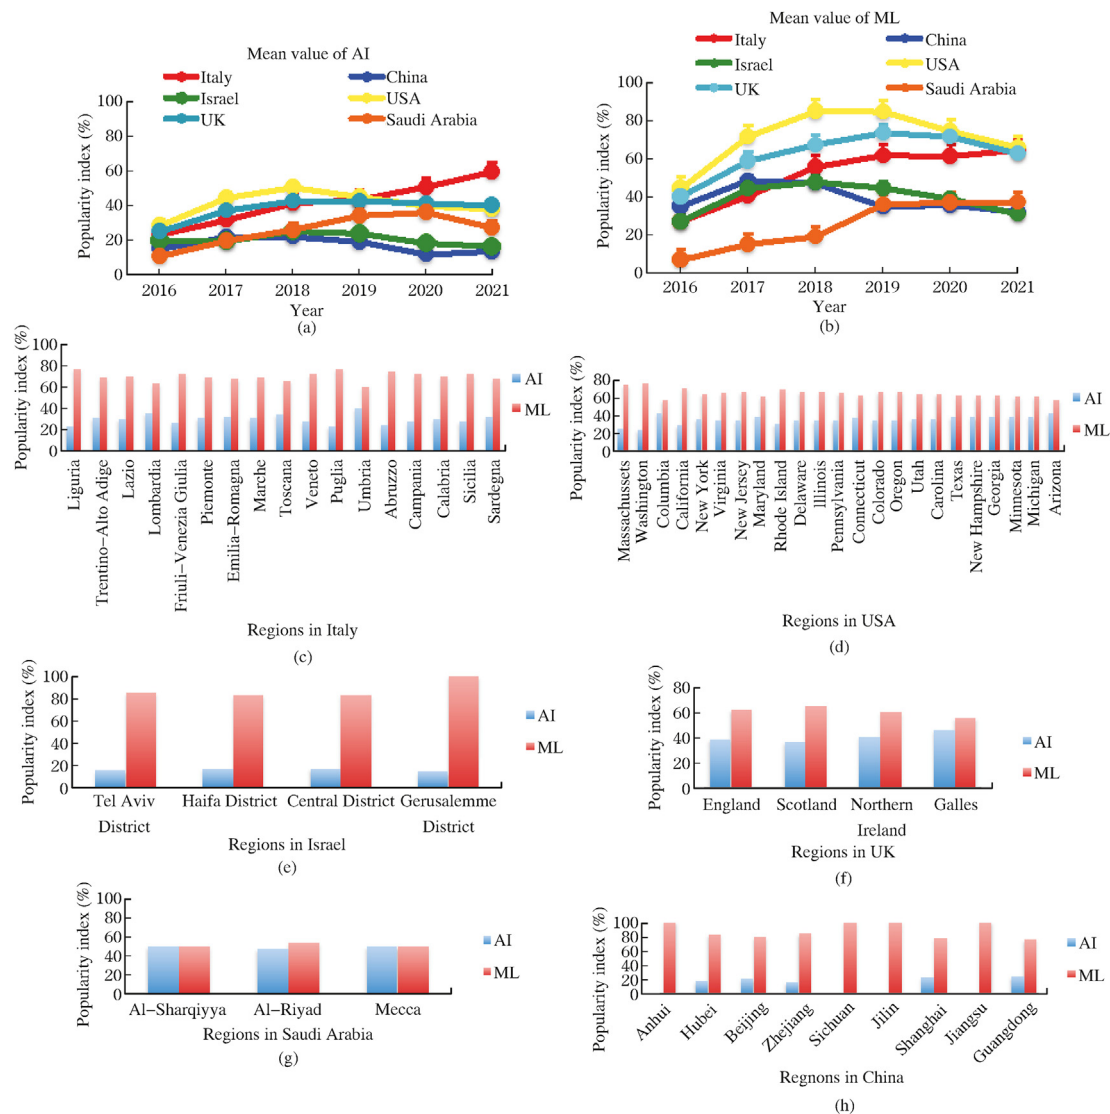 Mean value of AI
Italy
China
Israel
USA
UK
Saudi Arabia
Popularity index (%)
100
80
60
40
20
0
2016 2017 2018 2019 2020 2021
Year
(a)
Mean value of ML
Italy
China
Israel
USA
UK
Saudi Arabia
Popularity index (%)
100
80
60
40
20
0
2016 2017 2018 2019 2020 2021
Year
(b)
Popularity index (%)
100
80
60
40
20
0
AI
ML
Liguria
Trentino–Alto Adige
Lazio
Lombardia
Friuli–Venezia Giulia
Piemonte
Emilia–Romagna
Marche
Toscana
Veneto
Puglia
Umbria
Abruzzo
Campania
Calabria
Sicilia
Sardegna
Regions in Italy
(c)
Popularity index (%)
80
60
40
20
0
AI
ML
Massachussets
Washington
Columbia
California
New York
Virginia
New Jersey
Maryland
Rhode Island
Delaware
Illinois
Pennsylvania
Connecticut
Colorado
Oregon
Utah
Carolina
Texas
New Hampshire
Georgia
Minnesota
Michigan
Arizona
Regions in USA
(d)
Popularity index (%)
100
80
60
40
20
0
AI
ML
Tel Aviv
District
Haifa District
Central District
Gerusalemme
District
Regions in Israel
(e)
Popularity index (%)
80
60
40
20
0
AI
ML
England
Scotland
Northern
Ireland
Galles
Regions in UK
(f)
Popularity index (%)
100
80
60
40
20
0
AI
ML
Al–Sharqiyya
Al–Riyad
Mecca
Regions in Saudi Arabia
(g)
Popularity index (%)
100
80
60
40
20
0
AI
ML
Anhui
Hubei
Beijing
Zhejiang
Sichuan
Jilin
Shanghai
Jiangsu
Guangdong
Regnons in China
(h)